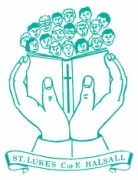 ST. LUKES C OF E HALSALL